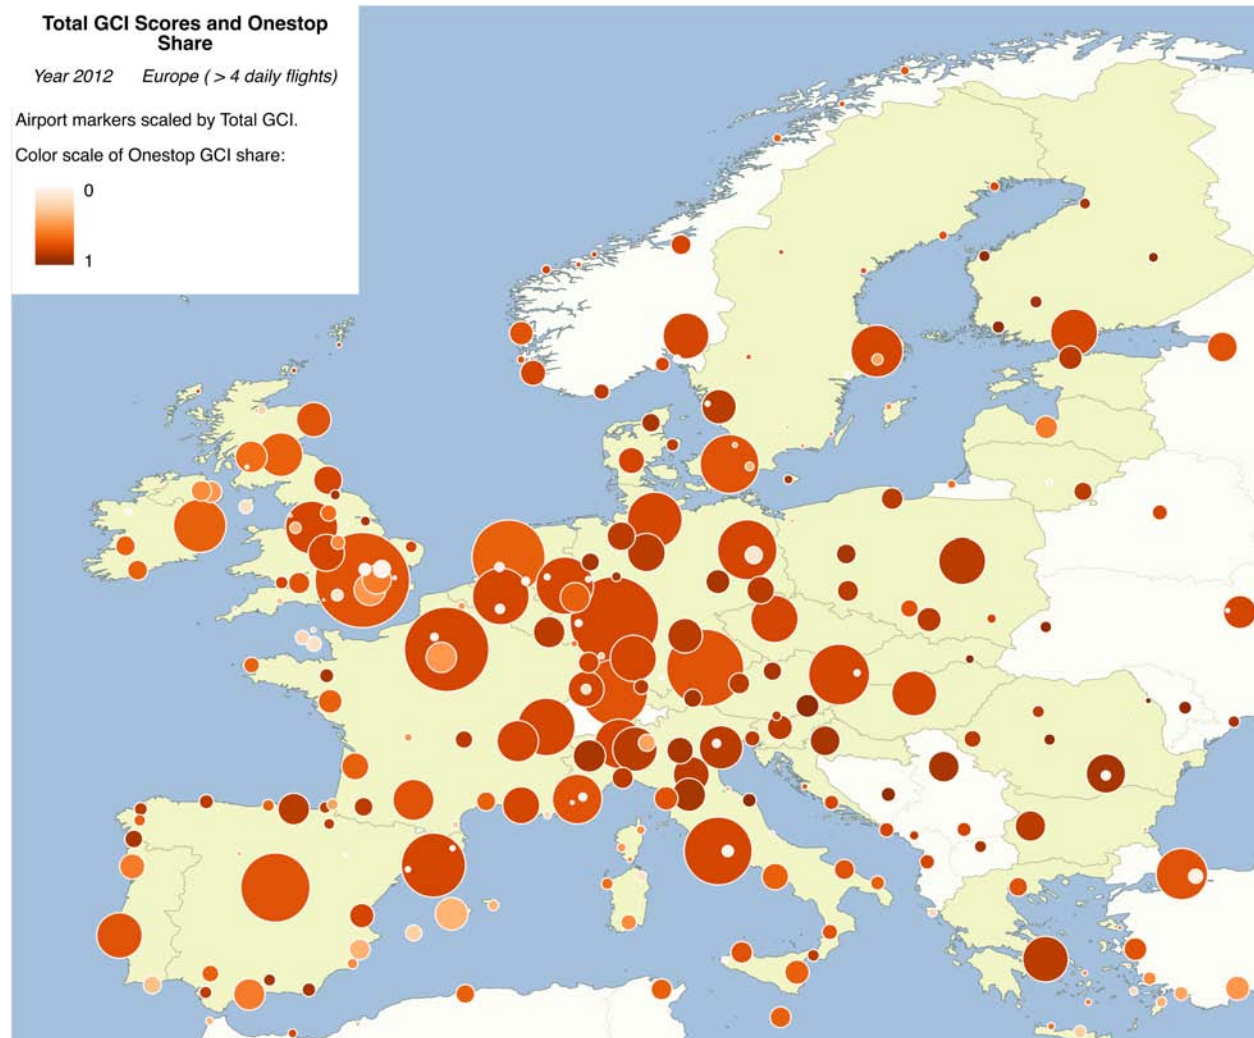 Total GCI Scores and Onestop
Share
Year 2012 Europe ( > 4 daily flights)
Airport markers scaled by Total GCI.
Color scale of Onestop GCI share:
0
1